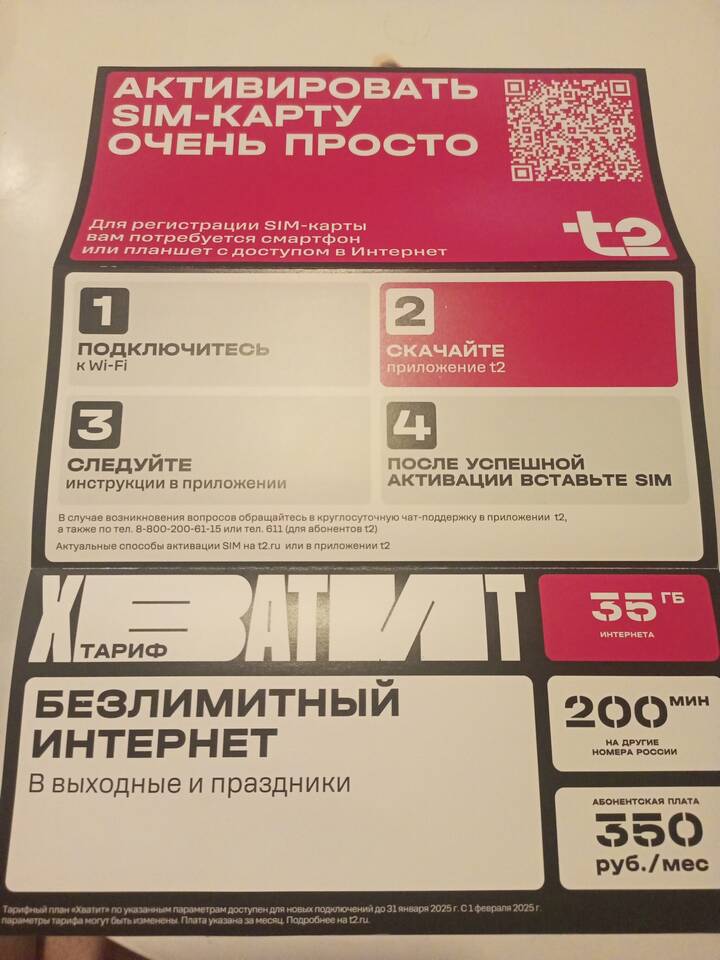 АКТИВИРОВАТЬ
SIM-КАРТУ
ОЧЕНЬ ПРОСТО
Для регистрации SIM-карты
вам потребуется смартфон
или планшет с доступом в Интернет
t2
1
ПОДКЛЮЧИТЕСЬ
к Wi-Fi
2
СКАЧАЙТЕ
приложение t2
3
СЛЕДУЙТЕ
инструкции в приложении
4
ПОСЛЕ УСПЕШНОЙ
АКТИВАЦИИ ВСТАВЬТЕ SIM
В случае возникновения вопросов обращайтесь в круглосуточную чат-поддержку в приложении t2,
а также по тел. 8-800-200-61-15 или тел. 611 (для абонентов t2)
Актуальные способы активации SIM на t2.ru или в приложении t2
ХВАТИТ
ТАРИФ
35 ГБ
ИНТЕРНЕТА
БЕЗЛИМИТНЫЙ
ИНТЕРНЕТ
В выходные и праздники
200 МИН
НА ДРУГИЕ
НОМЕРА РОССИИ
АБОНЕНТСКАЯ ПЛАТА
350
руб./мес
Тарифный план «Хватит» по указанным параметрам доступен для новых подключений до 31 января 2025 г. С 1 февраля 2025 г.
параметры тарифа могут быть изменены. Плата указана за месяц. Подробнее на t2.ru.